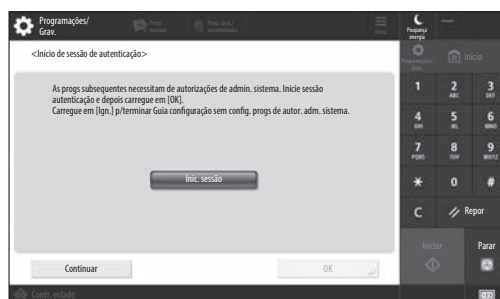 Programações/
Grav.
<Início de sessão de autenticação>
As progs subsequentes necessitam de autorizações de admin. sistema. Inicie sessão
autenticação e depois carregue em [OK].
Carregue em [Ign.] p/terminar Guia configuração sem config. progs de autor. adm. sistema.
Inic. sessão
Continuar
OK
Contr. estado
Poupança
energia
Início
1
2
ABC
3
DEF
4
GHI
5
JKL
6
MNO
7
PQRS
8
TUV
9
WXYZ
*
0
#
C
Repor
Iniciar
Parar